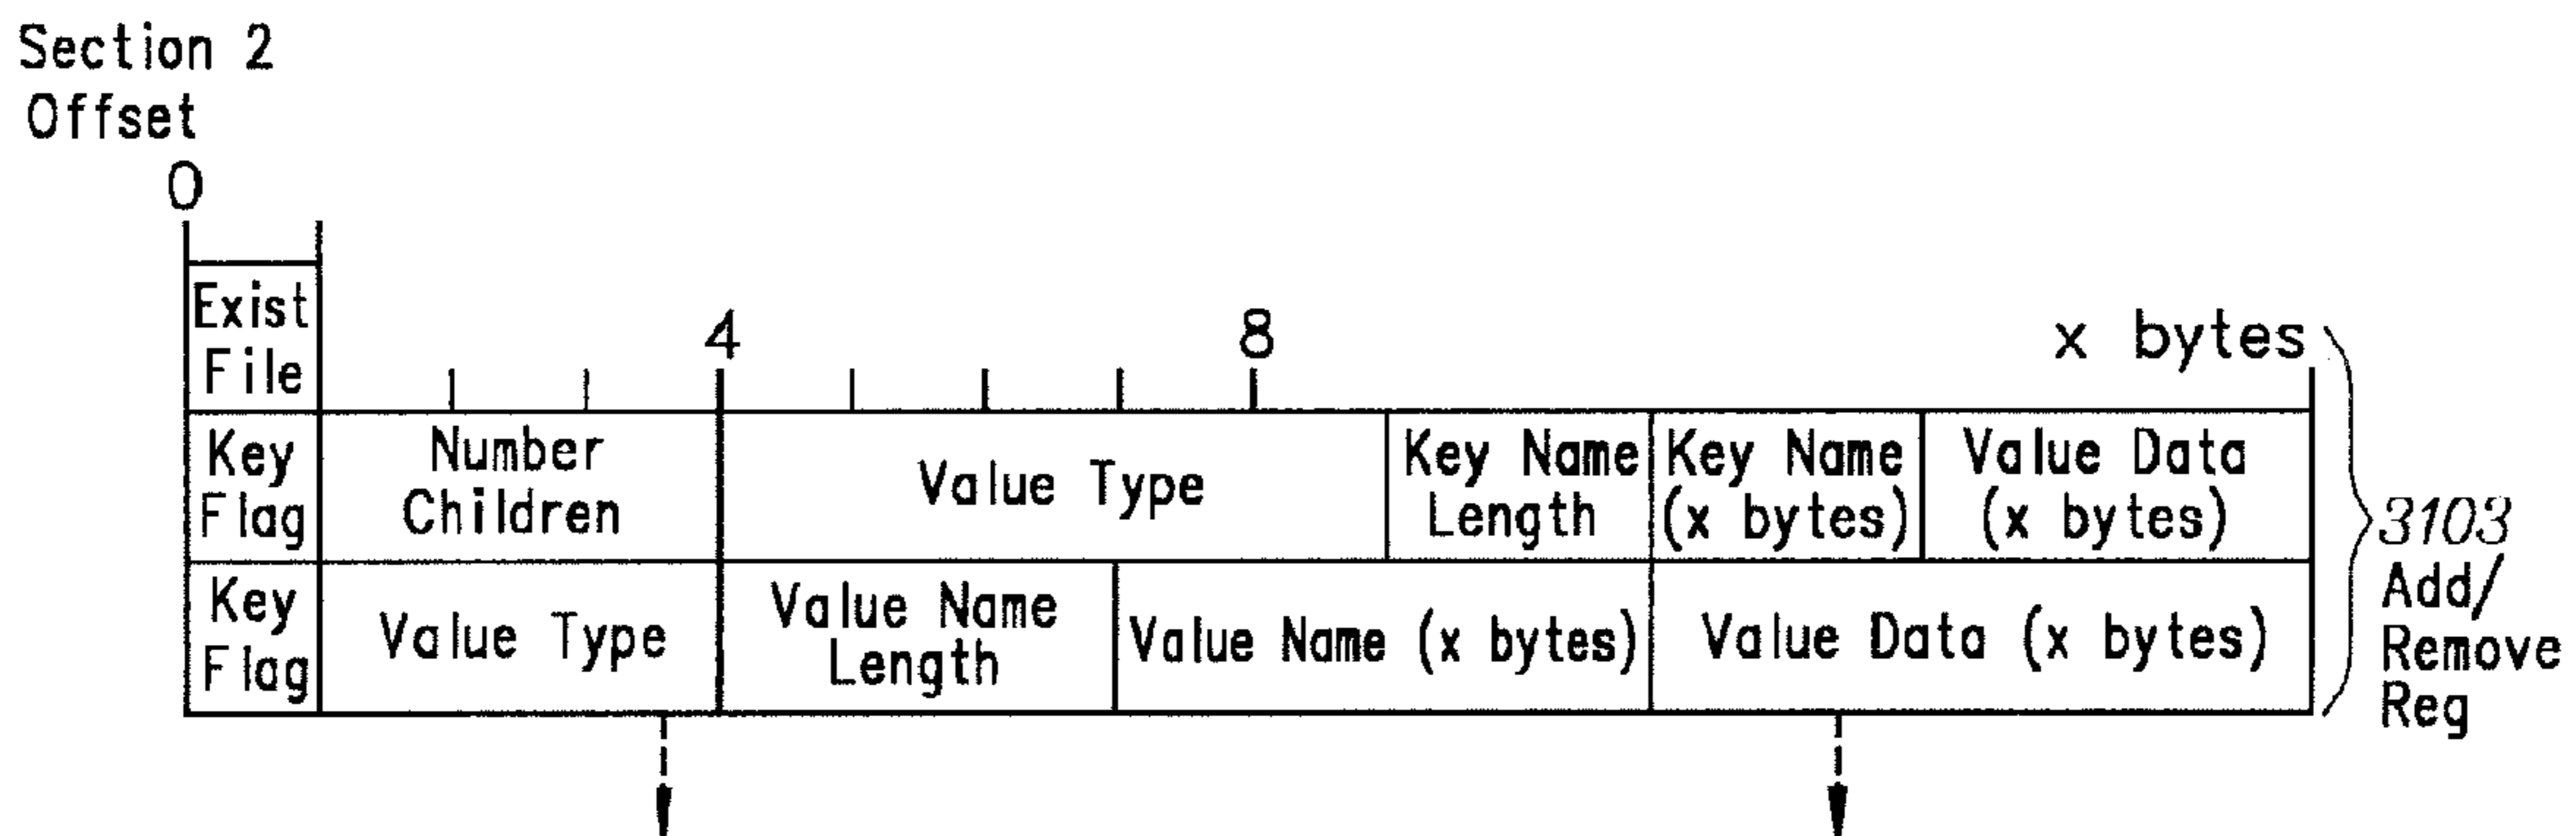 Section 2
Offset
0
Exist
File
4
8
x bytes
Key
Flag
Number
Children
Value Type
Key Name
Length
Key Name
(x bytes)
Value Data
(x bytes)
Key
Flag
Value Type
Value Name
Length
Value Name (x bytes)
Value Data (x bytes)
3103
Add/
Remove
Reg